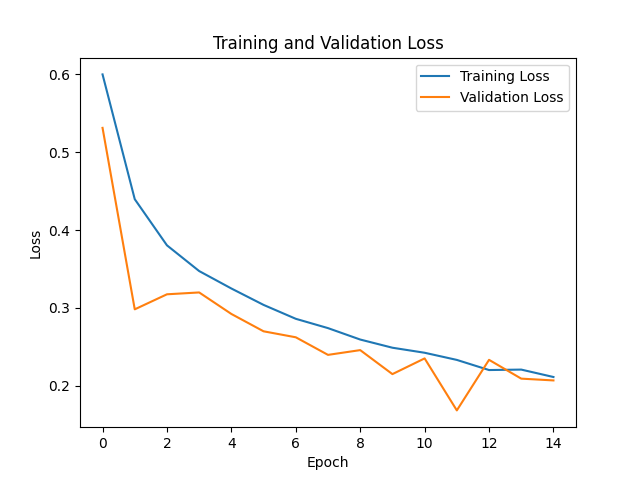 Training and Validation Loss
Training Loss
Validation Loss
Loss
0.6
0.5
0.4
0.3
0.2
0 2 4 6 8 10 12 14
Epoch